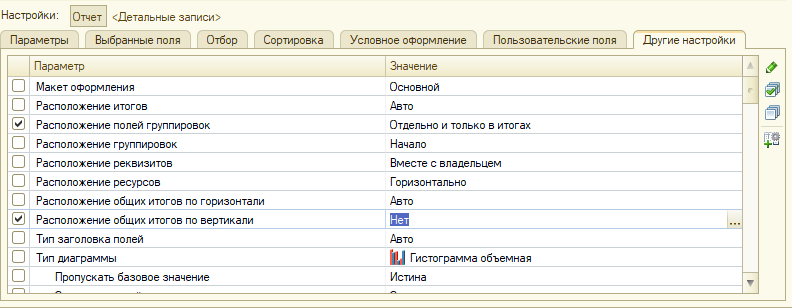 Настройки: Отчет <Детальные записи>
Параметры Выбранные поля Отбор Сортировка Условное оформление Пользовательские поля Другие настройки
Параметр Значение
Макет оформления Основной
Расположение итогов Авто
Расположение полей группировок Отдельно и только в итогах
Расположение группировок Начало
Расположение реквизитов Вместе с владельцем
Расположение ресурсов Горизонтально
Расположение общих итогов по горизонтали Авто
Расположение общих итогов по вертикали Нет ...
Тип заголовка полей Авто
Тип диаграммы Гистограмма объемная
Пропускать базовое значение Истина